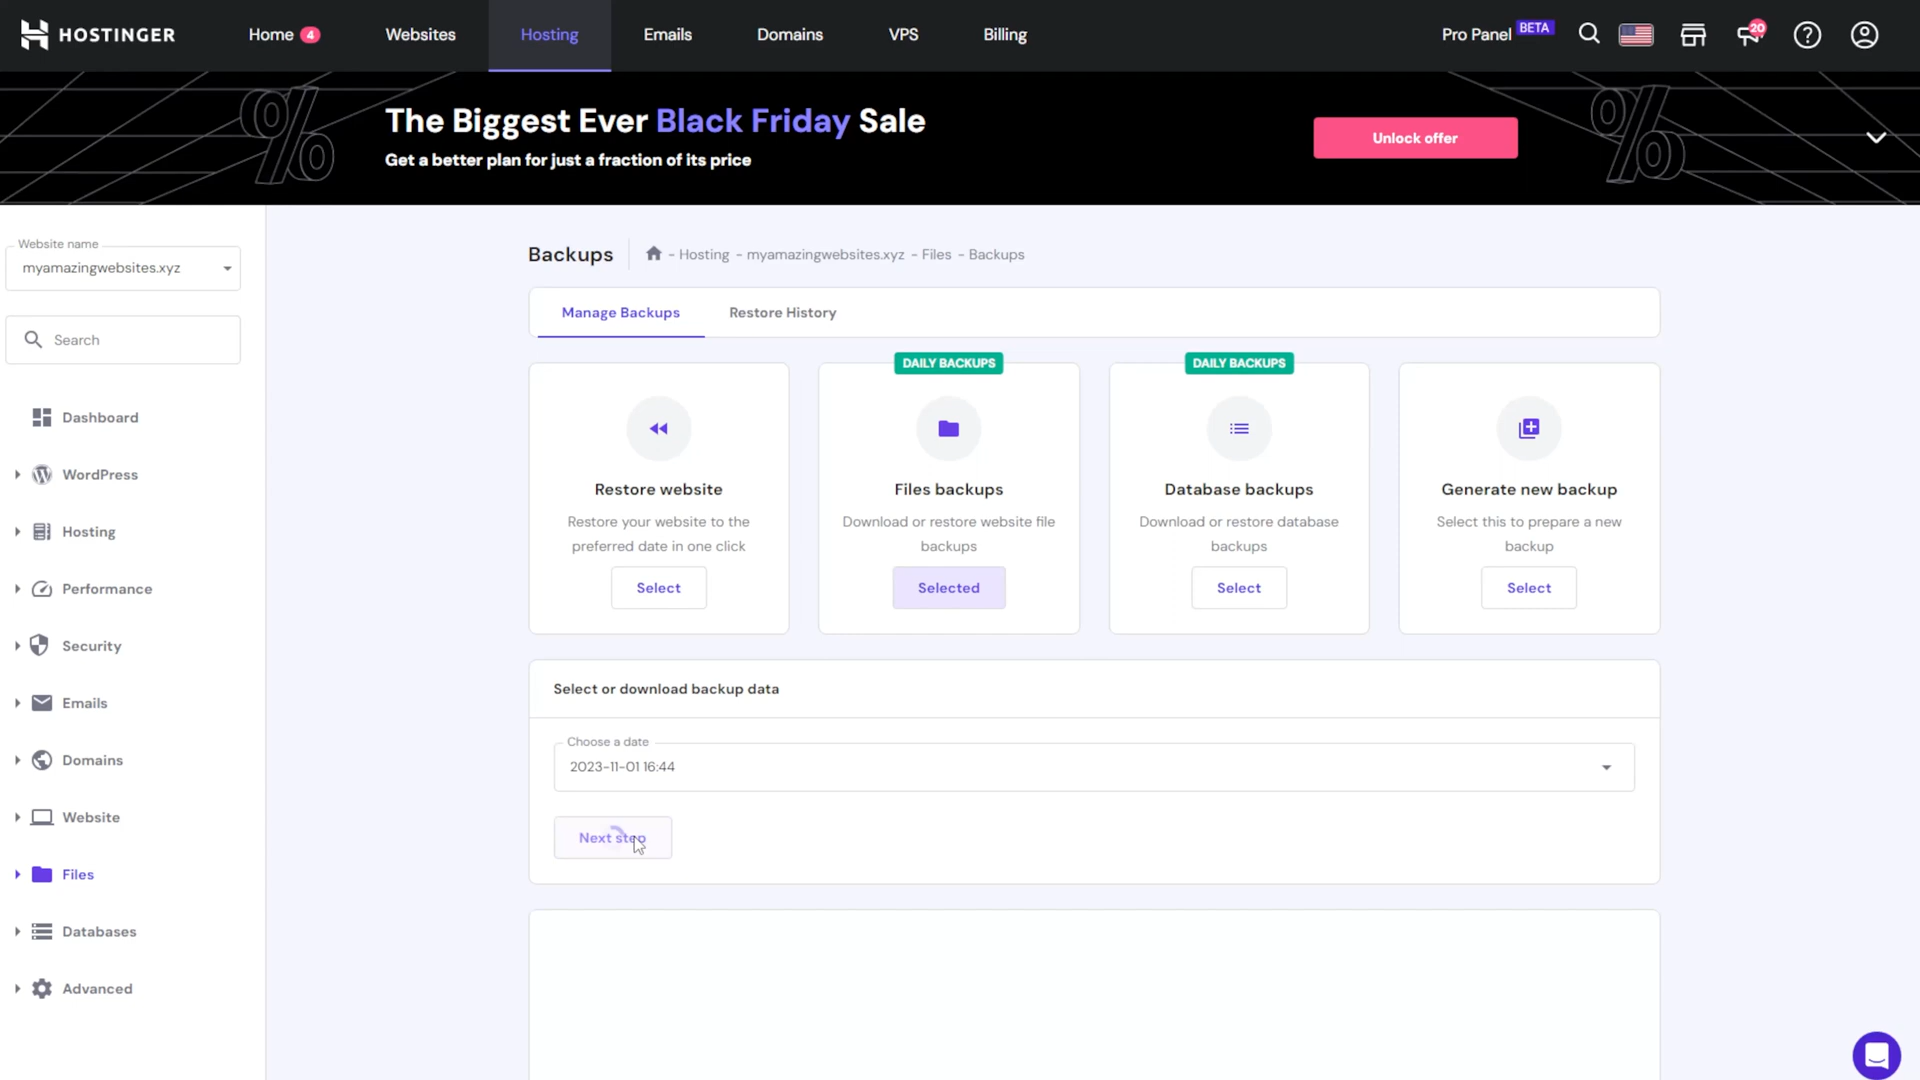 HOSTINGER
Home 4
Websites
Hosting
Emails
Domains
VPS
Billing
Pro Panel BETA
20
The Biggest Ever Black Friday Sale
Get a better plan for just a fraction of its price
Unlock offer
% %
Website name
myamazingwebsites.xyz
Search
Dashboard
WordPress
Hosting
Performance
Security
Emails
Domains
Website
Files
Databases
Advanced
Backups
- Hosting - myamazingwebsites.xyz - Files - Backups
Manage Backups
Restore History
Restore website
Restore your website to the
preferred date in one click
Select
DAILY BACKUPS
Files backups
Download or restore website file
backups
Selected
DAILY BACKUPS
Database backups
Download or restore database
backups
Select
Generate new backup
Select this to prepare a new
backup
Select
Select or download backup data
Choose a date
2023-11-01 16:44
Next step